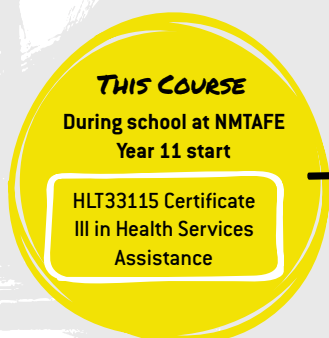 THIS COURSE
During school at NMTAFE
Year 11 start
HLT33115 Certificate
III in Health Services
Assistance